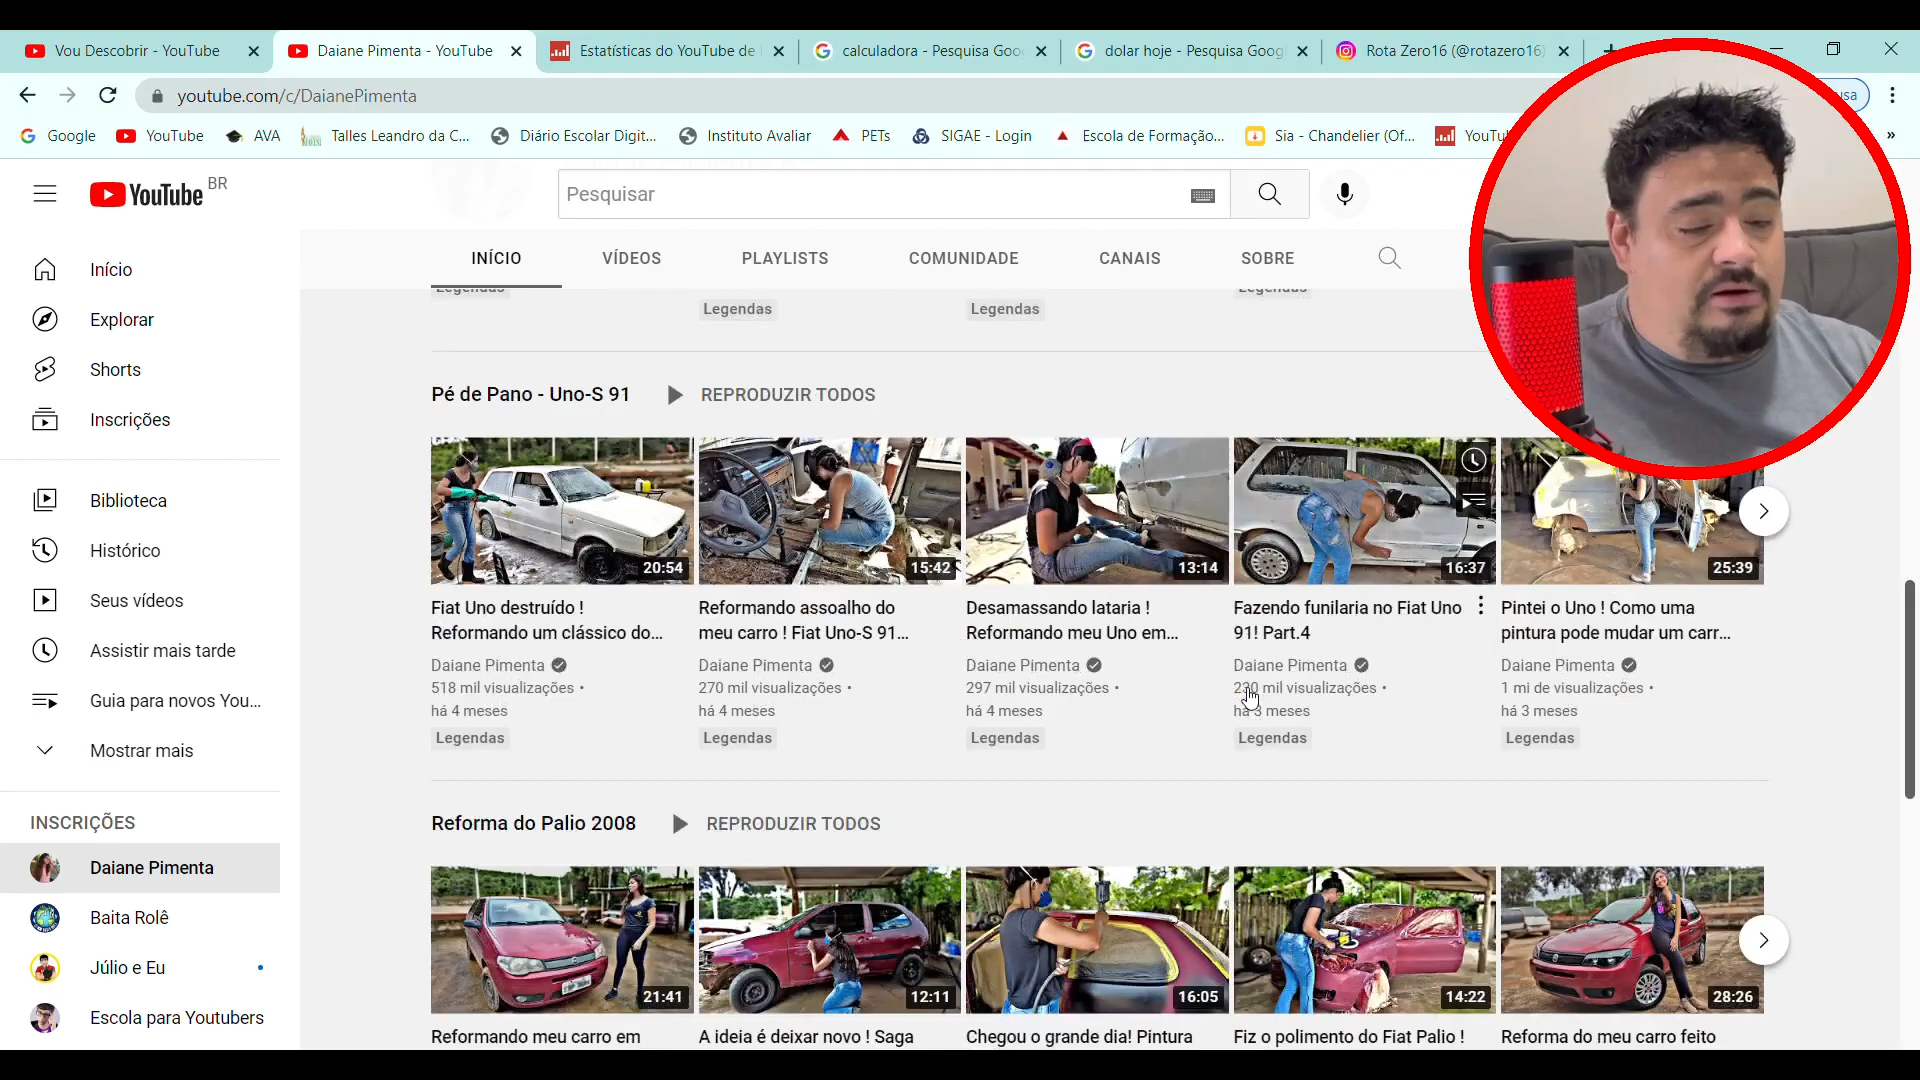 Vou Descobrir - YouTube
Daiane Pimenta - YouTube
Estatísticas do YouTube de
calculadora - Pesquisa Goo
dolar hoje - Pesquisa Goog
Rota Zero16 (@rotazero16)
youtube.com/c/DaianePimenta
usa
Google
YouTube
AVA
Talles Leandro da C...
Diário Escolar Digit...
Instituto Avaliar
PETs
SIGAE - Login
Escola de Formação...
Sia - Chandelier (Of...
YouTu
»
YouTube BR
Pesquisar
INÍCIO
VÍDEOS
PLAYLISTS
COMUNIDADE
CANAIS
SOBRE
Início
Explorar
Shorts
Inscrições
Biblioteca
Histórico
Seus vídeos
Assistir mais tarde
Guia para novos You...
Mostrar mais
INSCRIÇÕES
Daiane Pimenta
Baita Rolê
Júlio e Eu
Escola para Youtubers
Legendas
Legendas
Legendas
Legendas
Pé de Pano - Uno-S 91
REPRODUZIR TODOS
20:54
15:42
13:14
16:37
25:39
Fiat Uno destruído !
Reformando um clássico do...
Daiane Pimenta
518 mil visualizações •
há 4 meses
Legendas
Reformando assoalho do
meu carro ! Fiat Uno-S 91...
Daiane Pimenta
270 mil visualizações •
há 4 meses
Legendas
Desamassando lataria !
Reformando meu Uno em...
Daiane Pimenta
297 mil visualizações •
há 4 meses
Legendas
Fazendo funilaria no Fiat Uno
91! Part.4
Daiane Pimenta
230 mil visualizações •
há 3 meses
Legendas
Pintei o Uno ! Como uma
pintura pode mudar um carr...
Daiane Pimenta
1 mi de visualizações •
há 3 meses
Legendas
Reforma do Palio 2008
REPRODUZIR TODOS
21:41
12:11
16:05
14:22
28:26
Reformando meu carro em
A ideia é deixar novo ! Saga
Chegou o grande dia! Pintura
Fiz o polimento do Fiat Palio !
Reforma do meu carro feito